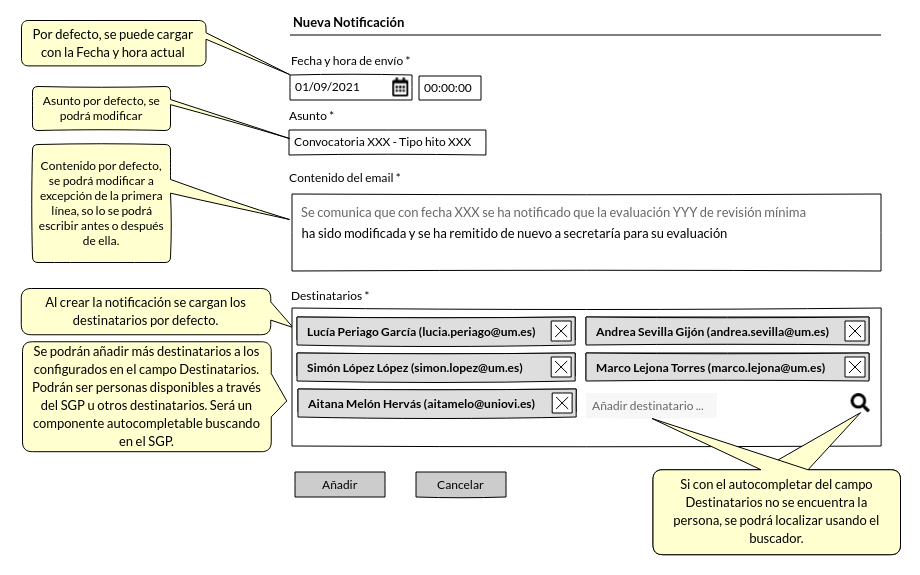 Nueva Notificación
Por defecto, se puede cargar
con la Fecha y hora actual
Fecha y hora de envío *
01/09/2021
00:00:00
Asunto por defecto, se
podrá modificar
Asunto *
Convocatoria XXX - Tipo hito XXX
Contenido por defecto,
se podrá modificar a
excepción de la primera
línea, so lo se podrá
escribir antes o después
de ella.
Contenido del email *
Se comunica que con fecha XXX se ha notificado que la evaluación YYY de revisión mínima
ha sido modificada y se ha remitido de nuevo a secretaría para su evaluación
Al crear la notificación se cargan los
destinatarios por defecto.
Destinatarios *
Lucía Periago García (lucia.periago@um.es)
Andrea Sevilla Gijón (andrea.sevilla@um.es)
Simón López López (simon.lopez@um.es)
Marco Lejona Torres (marco.lejona@um.es)
Aitana Melón Hervás (aitamelo@uniovi.es)
Añadir destinatario ...
Se podrán añadir más destinatarios a los
configurados en el campo Destinatarios.
Podrán ser personas disponibles a través
del SGP u otros destinatarios. Será un
componente autocompletable buscando
en el SGP.
Añadir
Cancelar
Si con el autocompletar del campo
Destinatarios no se encuentra la
persona, se podrá localizar usando el
buscador.